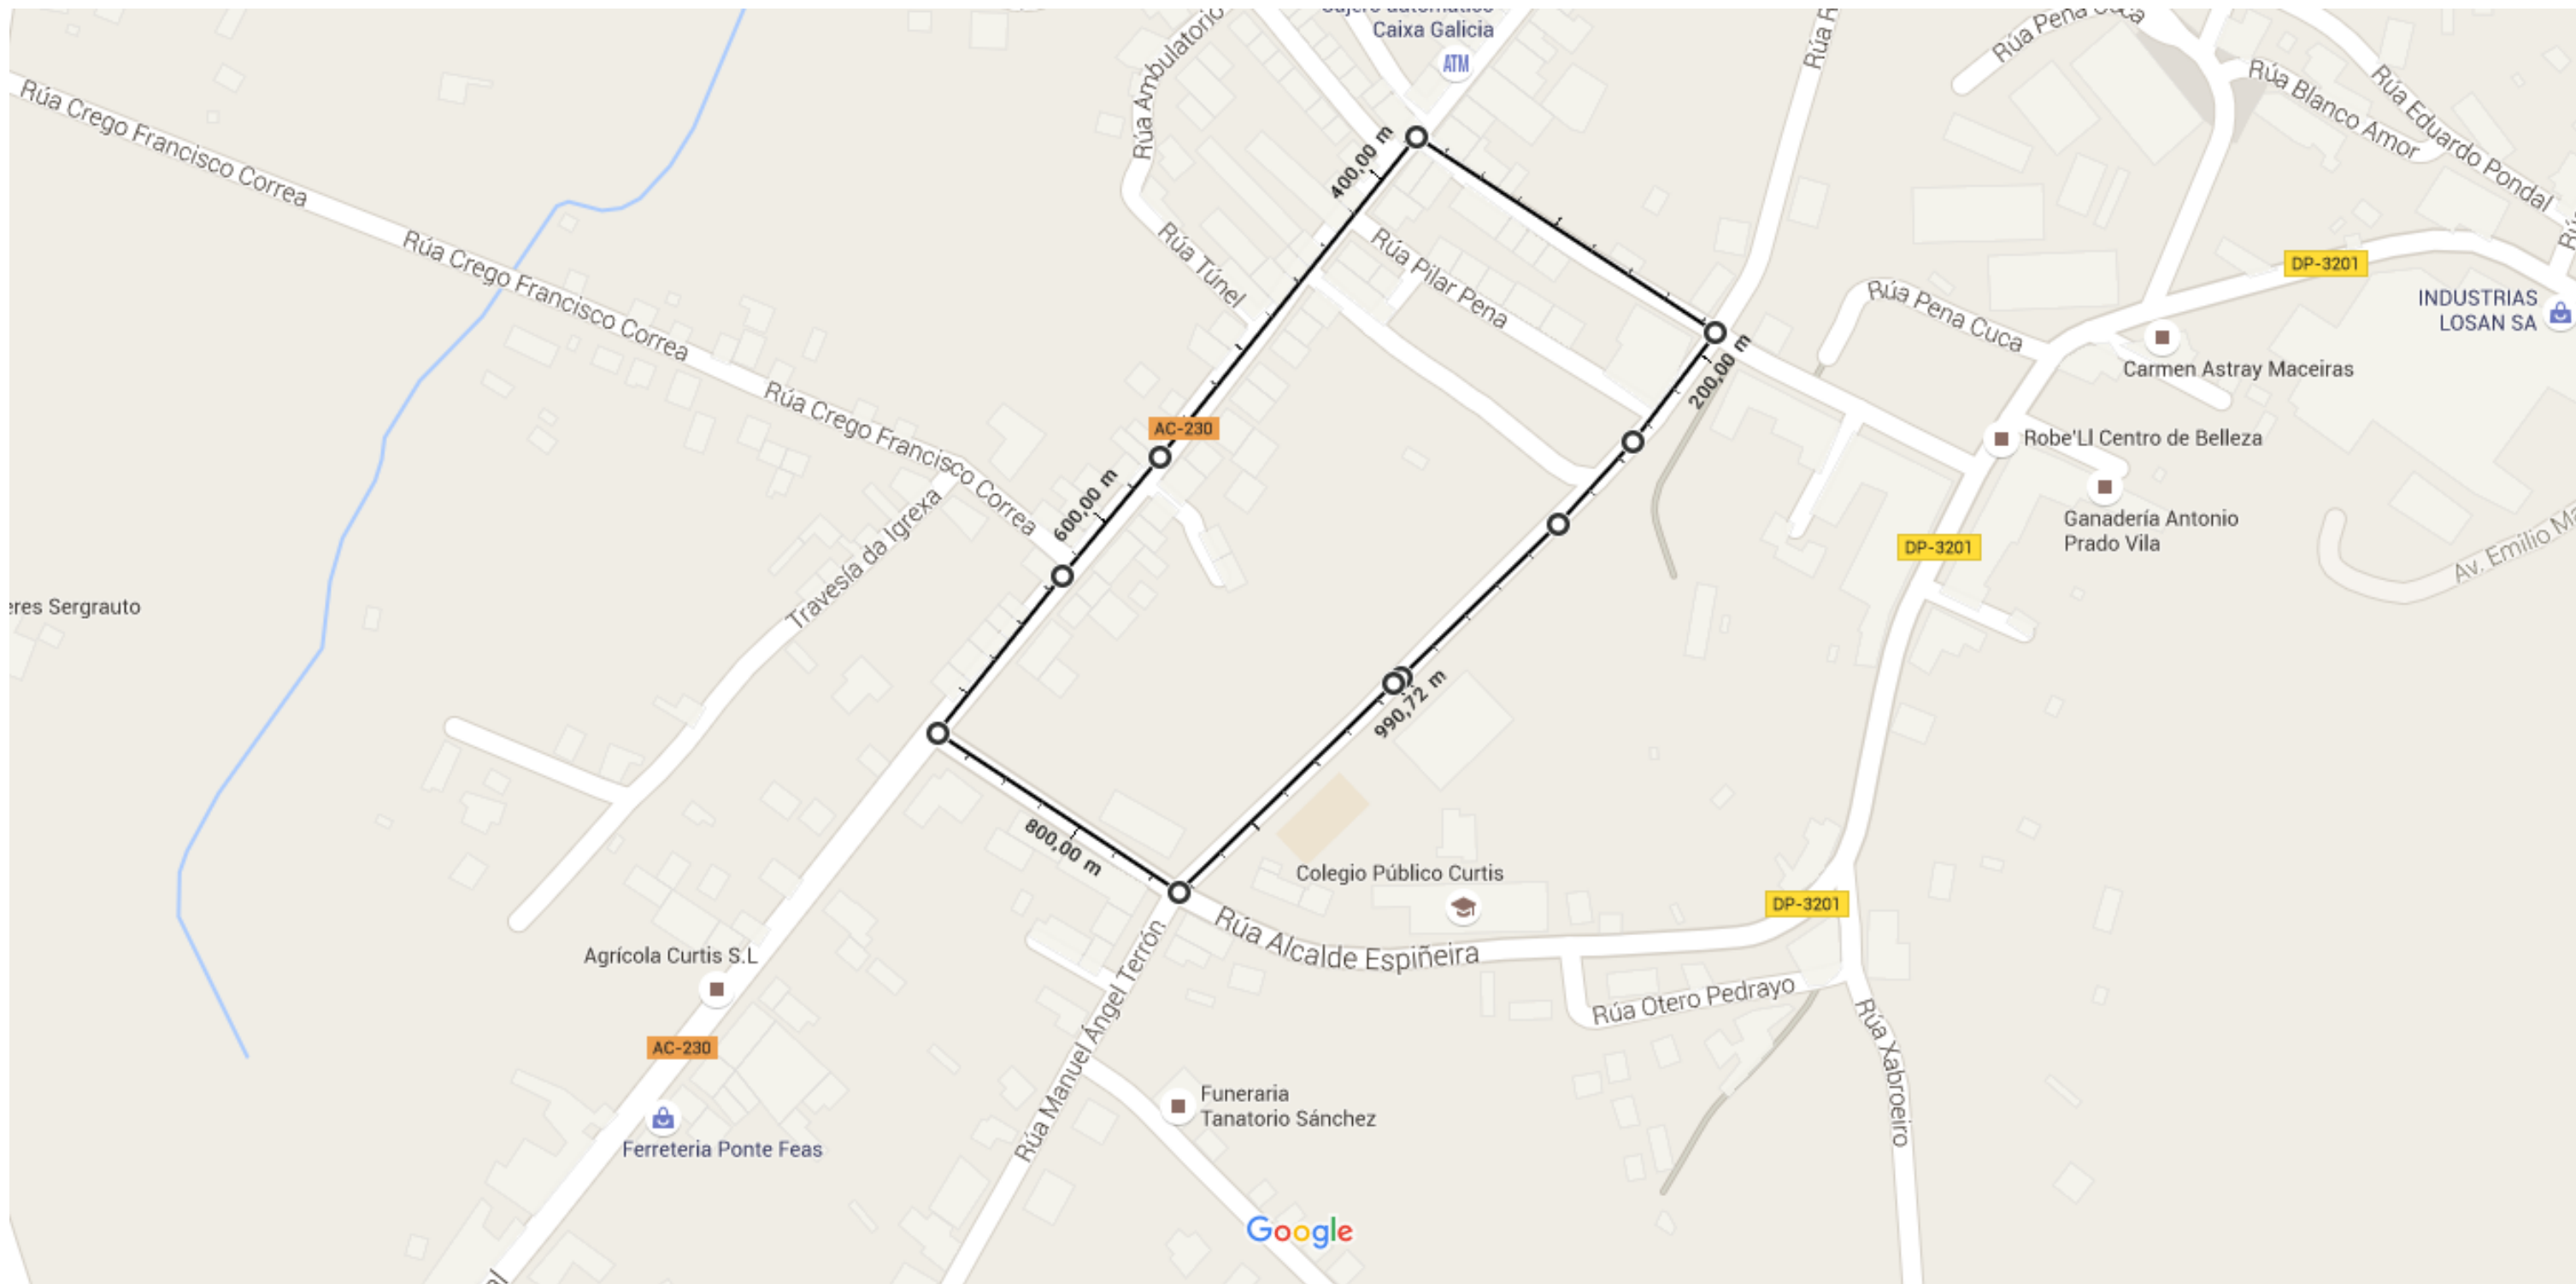 Cajero automático
Caixa Galicia
ATM
Rúa Ambulatorio
Rúa Pena Cuca
Rúa Blanco Amor
Rúa Eduardo Pondal
Rúa Crego Francisco Correa
400,00 m
Rúa Crego Francisco Correa
Rúa Túnel
Rúa Pilar Pena
DP-3201
Rúa Pena Cuca
INDUSTRIAS
LOSAN SA
200,00 m
Carmen Astray Maceiras
Rúa Crego Francisco Correa
AC-230
Robe'Ll Centro de Belleza
600,00 m
Ganadería Antonio
Prado Vila
DP-3201
Travesía da Igrexa
eres Sergrauto
Av. Emilio
990,72 m
800,00 m
Colegio Público Curtis
DP-3201
Rúa Alcalde Espiñeira
Agrícola Curtis S.L
Rúa Otero Pedrayo
Rúa Manuel Ángel Terrón
AC-230
Rúa Xabroeiro
Funeraria
Tanatorio Sánchez
Ferreteria Ponte Feas
Google